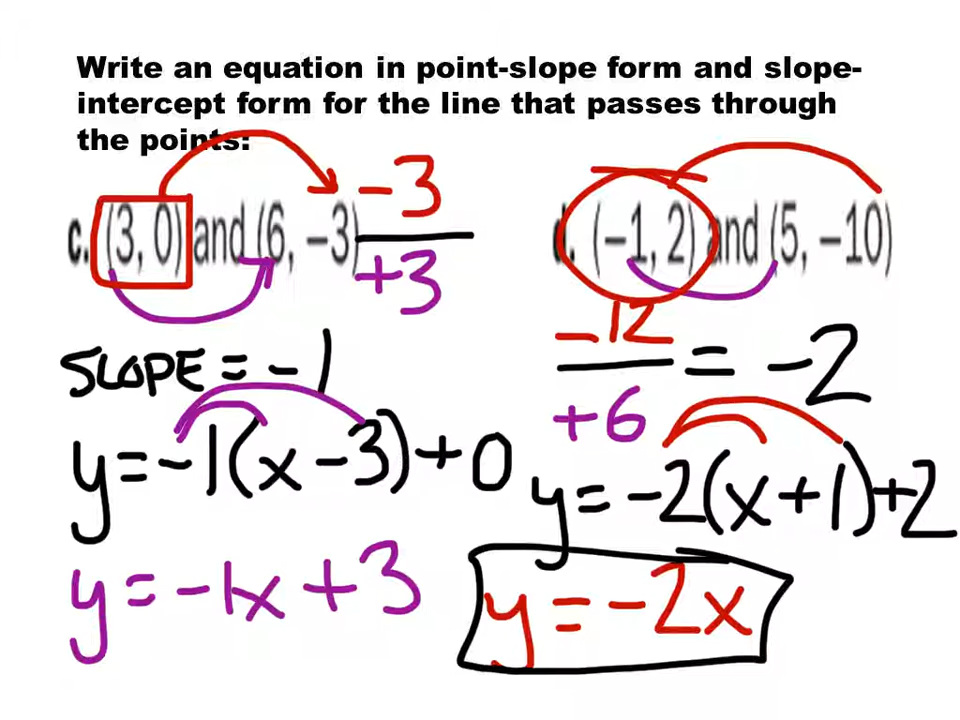 Write an equation in point-slope form and slope-
intercept form for the line that passes through
the points:
c. (3, 0) and (6, -3)
-3
+3
SLOPE = -1
y = -1(x - 3) + 0
y = -1x + 3
d. (-1, 2) and (5, -10)
-12
+6
= -2
y = -2(x + 1) + 2
y = -2x